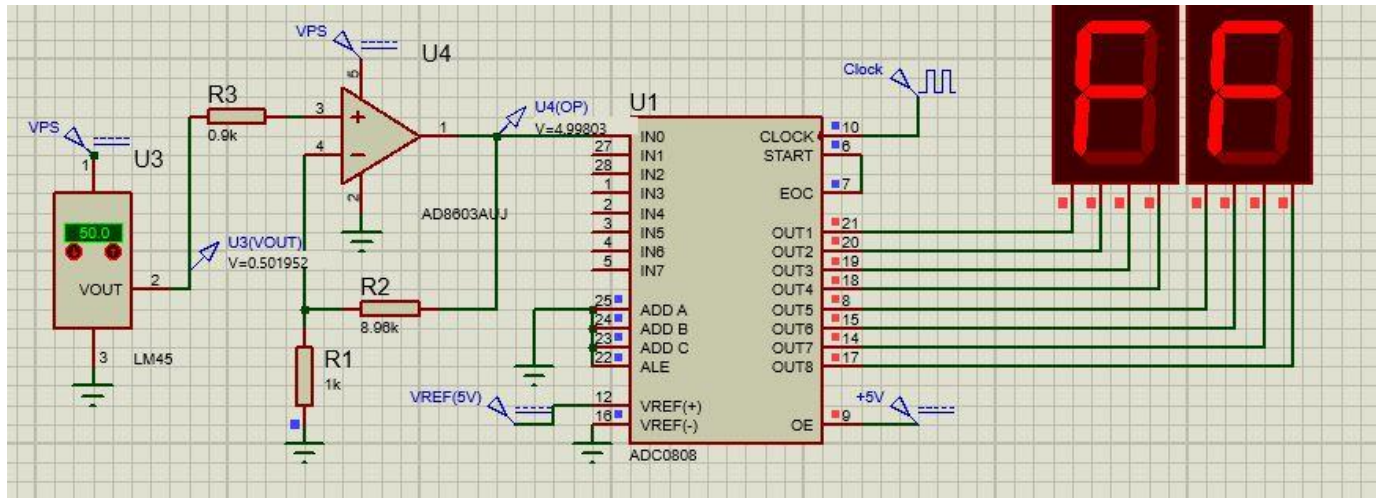 VPS
U4
5
R3
0.9k
3
4
1
2
AD8603AUJ
U4(OP)
V=4.99803
VPS
1
U3
50.0
VOUT
2
3
LM45
U3(VOUT)
V=0.501952
R2
8.96k
R1
1k
U1
IN0
27 IN1
28 IN2
1 IN3
2 IN4
3 IN5
4 IN6
5 IN7
25 ADD A
24 ADD B
23 ADD C
22 ALE
VREF(5V)
12 VREF(+)
16 VREF(-)
ADC0808
Clock
CLOCK 10
START 6
EOC 7
OUT1 21
OUT2 20
OUT3 19
OUT4 18
OUT5 8
OUT6 15
OUT7 14
OUT8 17
+5V
OE 9
FF